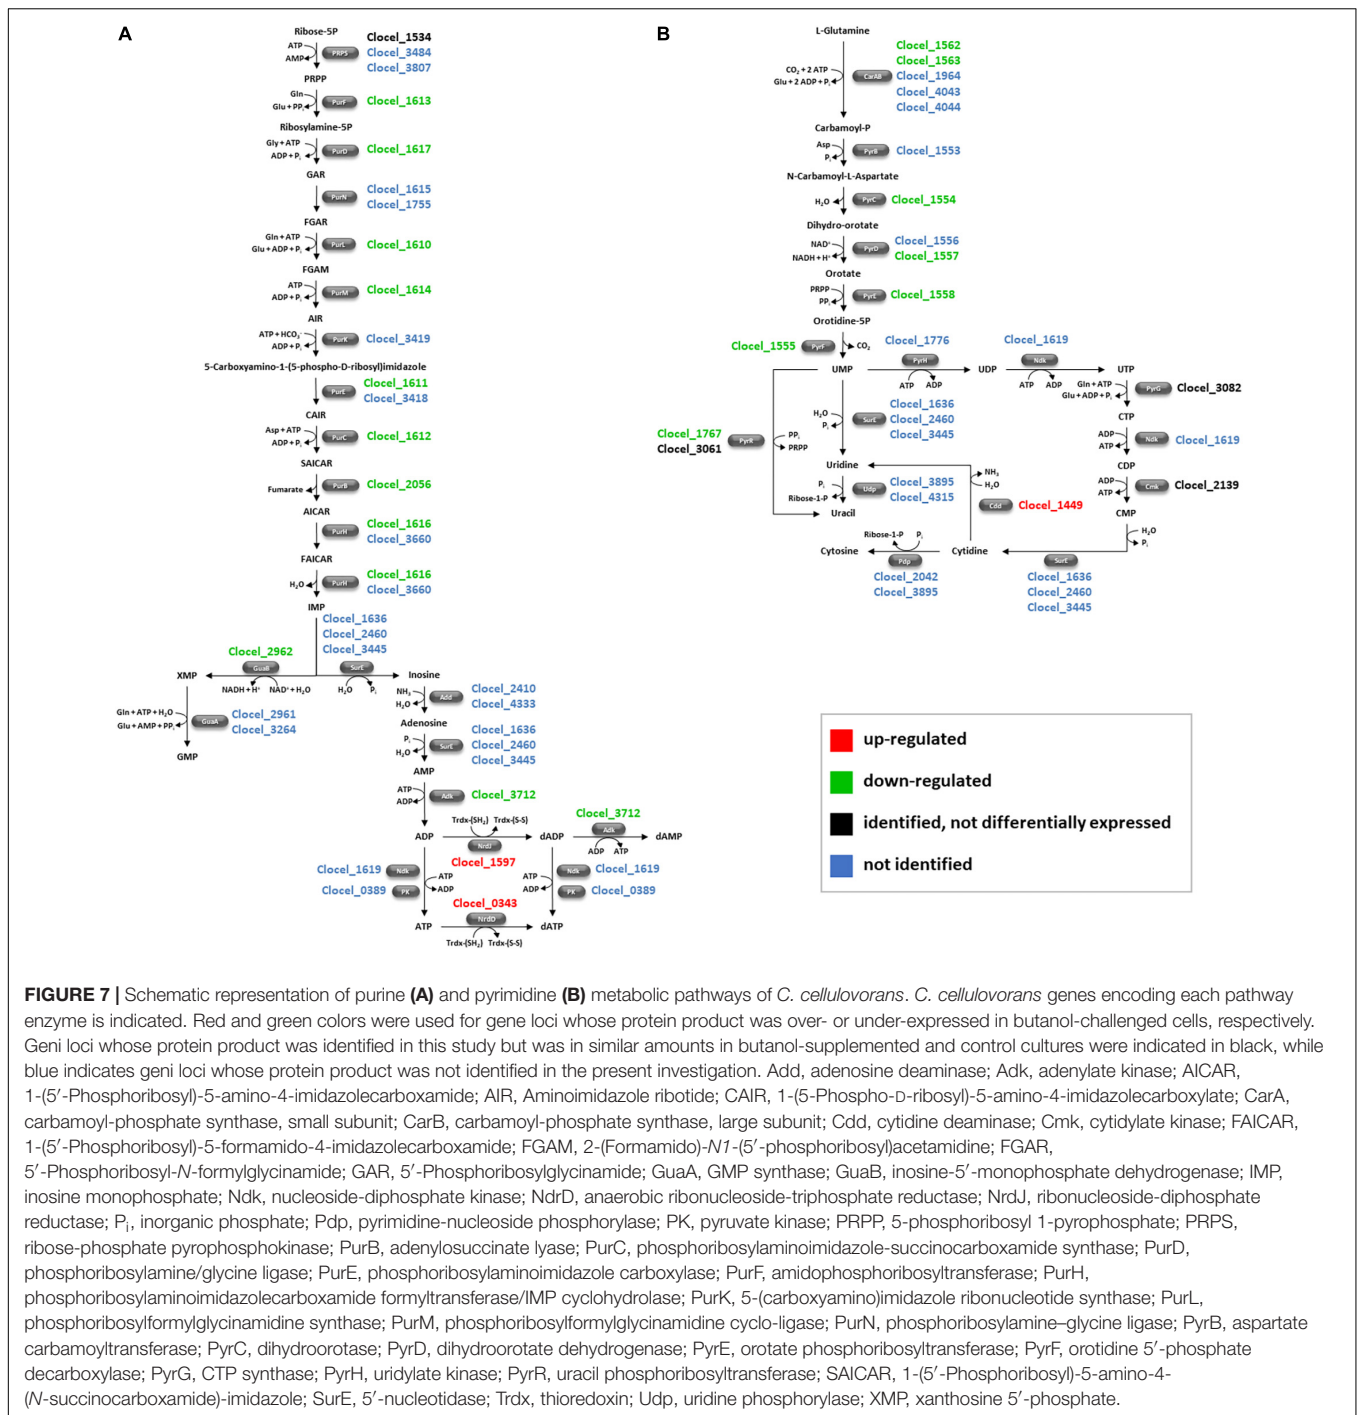 A
Ribose-5P
ATP
AMP
PRPS
Clocel_1534
Clocel_3484
Clocel_3807
PRPP
Gln
Glu + PPi
PurF
Clocel_1613
Ribosylamine-5P
Gly + ATP
ADP + Pi
PurD
Clocel_1617
GAR
PurN
Clocel_1615
Clocel_1755
FGAR
Gln + ATP
Glu + ADP + Pi
PurL
Clocel_1610
FGAM
ATP
ADP + Pi
PurM
Clocel_1614
AIR
ATP + HCO3-
ADP + Pi
PurK
Clocel_3419
5-Carboxyamino-1-(5-phospho-D-ribosyl)imidazole
PurE
Clocel_1611
Clocel_3418
CAIR
Asp + ATP
ADP + Pi
PurC
Clocel_1612
SAICAR
Fumarate
PurB
Clocel_2056
AICAR
PurH
Clocel_1616
Clocel_3660
FAICAR
H2O
PurH
Clocel_1616
Clocel_3660
IMP
Clocel_1636
Clocel_2460
Clocel_3445
Clocel_2962
GuaB
SurE
XMP
NADH + H+
NAD+ + H2O
H2O
Pi
Inosine
Gln + ATP + H2O
Glu + AMP + PPi
GuaA
Clocel_2961
Clocel_3264
GMP
NH3
H2O
Add
Clocel_2410
Clocel_4333
Adenosine
Pi
H2O
SurE
Clocel_1636
Clocel_2460
Clocel_3445
AMP
ATP
ADP
Adk
Clocel_3712
ADP
Trdx-(SH2)
Trdx-(S-S)
NrdJ
Clocel_1597
dADP
Clocel_3712
Adk
ADP
ATP
dAMP
Clocel_1619
Ndk
Clocel_0389
PK
ATP
ADP
ATP
ADP
Ndk
Clocel_1619
PK
Clocel_0389
Clocel_0343
ATP
NrdD
dATP
Trdx-(SH2)
Trdx-(S-S)
B
L-Glutamine
CO2 + 2 ATP
Glu + 2 ADP + Pi
CarAB
Clocel_1562
Clocel_1563
Clocel_1964
Clocel_4043
Clocel_4044
Carbamoyl-P
Asp
Pi
PyrB
Clocel_1553
N-Carbamoyl-L-Aspartate
H2O
PyrC
Clocel_1554
Dihydro-orotate
NAD+
NADH + H+
PyrD
Clocel_1556
Clocel_1557
Orotate
PRPP
PPi
PyrE
Clocel_1558
Orotidine-5P
Clocel_1555
PyrF
CO2
Clocel_1776
PyrH
Clocel_1619
Ndk
UMP
ATP
ADP
UDP
ATP
ADP
UTP
Gln + ATP
Glu + ADP + Pi
PyrG
Clocel_3082
CTP
ADP
ATP
Ndk
Clocel_1619
CDP
ADP
ATP
Cmk
Clocel_2139
CMP
H2O
Pi
H2O
Pi
SurE
Clocel_1636
Clocel_2460
Clocel_3445
Clocel_1767
Clocel_3061
PyrR
PPi
PRPP
Uridine
Pi
Ribose-1-P
Udp
Clocel_3895
Clocel_4315
Uracil
NH3
H2O
Cdd
Clocel_1449
Cytosine
Ribose-1-P
Pi
Pdp
Clocel_2042
Clocel_3895
Cytidine
SurE
Clocel_1636
Clocel_2460
Clocel_3445
up-regulated
down-regulated
identified, not differentially expressed
not identified
FIGURE 7 | Schematic representation of purine (A) and pyrimidine (B) metabolic pathways of C. cellulovorans. C. cellulovorans genes encoding each pathway
enzyme is indicated. Red and green colors were used for gene loci whose protein product was over- or under-expressed in butanol-challenged cells, respectively.
Geni loci whose protein product was identified in this study but was in similar amounts in butanol-supplemented and control cultures were indicated in black, while
blue indicates geni loci whose protein product was not identified in the present investigation. Add, adenosine deaminase; Adk, adenylate kinase; AICAR,
1-(5′-Phosphoribosyl)-5-amino-4-imidazolecarboxamide; AIR, Aminoimidazole ribotide; CAIR, 1-(5-Phospho-D-ribosyl)-5-amino-4-imidazolecarboxylate; CarA,
carbamoyl-phosphate synthase, small subunit; CarB, carbamoyl-phosphate synthase, large subunit; Cdd, cytidine deaminase; Cmk, cytidylate kinase; FAICAR,
1-(5′-Phosphoribosyl)-5-formamido-4-imidazolecarboxamide; FGAM, 2-(Formamido)-N1-(5′-phosphoribosyl)acetamidine; FGAR,
5′-Phosphoribosyl-N-formylglycinamide; GAR, 5′-Phosphoribosylglycinamide; GuaA, GMP synthase; GuaB, inosine-5′-monophosphate dehydrogenase; IMP,
inosine monophosphate; Ndk, nucleoside-diphosphate kinase; NdrD, anaerobic ribonucleoside-triphosphate reductase; NrdJ, ribonucleoside-diphosphate
reductase; Pi, inorganic phosphate; Pdp, pyrimidine-nucleoside phosphorylase; PK, pyruvate kinase; PRPP, 5-phosphoribosyl 1-pyrophosphate; PRPS,
ribose-phosphate pyrophosphokinase; PurB, adenylosuccinate lyase; PurC, phosphoribosylaminoimidazole-succinocarboxamide synthase; PurD,
phosphoribosylamine/glycine ligase; PurE, phosphoribosylaminoimidazole carboxylase; PurF, amidophosphoribosyltransferase; PurH,
phosphoribosylaminoimidazolecarboxamide formyltransferase/IMP cyclohydrolase; PurK, 5-(carboxyamino)imidazole ribonucleotide synthase; PurL,
phosphoribosylformylglycinamidine synthase; PurM, phosphoribosylformylglycinamidine cyclo-ligase; PurN, phosphoribosylamine–glycine ligase; PyrB, aspartate
carbamoyltransferase; PyrC, dihydroorotase; PyrD, dihydroorotate dehydrogenase; PyrE, orotate phosphoribosyltransferase; PyrF, orotidine 5′-phosphate
decarboxylase; PyrG, CTP synthase; PyrH, uridylate kinase; PyrR, uracil phosphoribosyltransferase; SAICAR, 1-(5′-Phosphoribosyl)-5-amino-4-
(N-succinocarboxamide)-imidazole; SurE, 5′-nucleotidase; Trdx, thioredoxin; Udp, uridine phosphorylase; XMP, xanthosine 5′-phosphate.